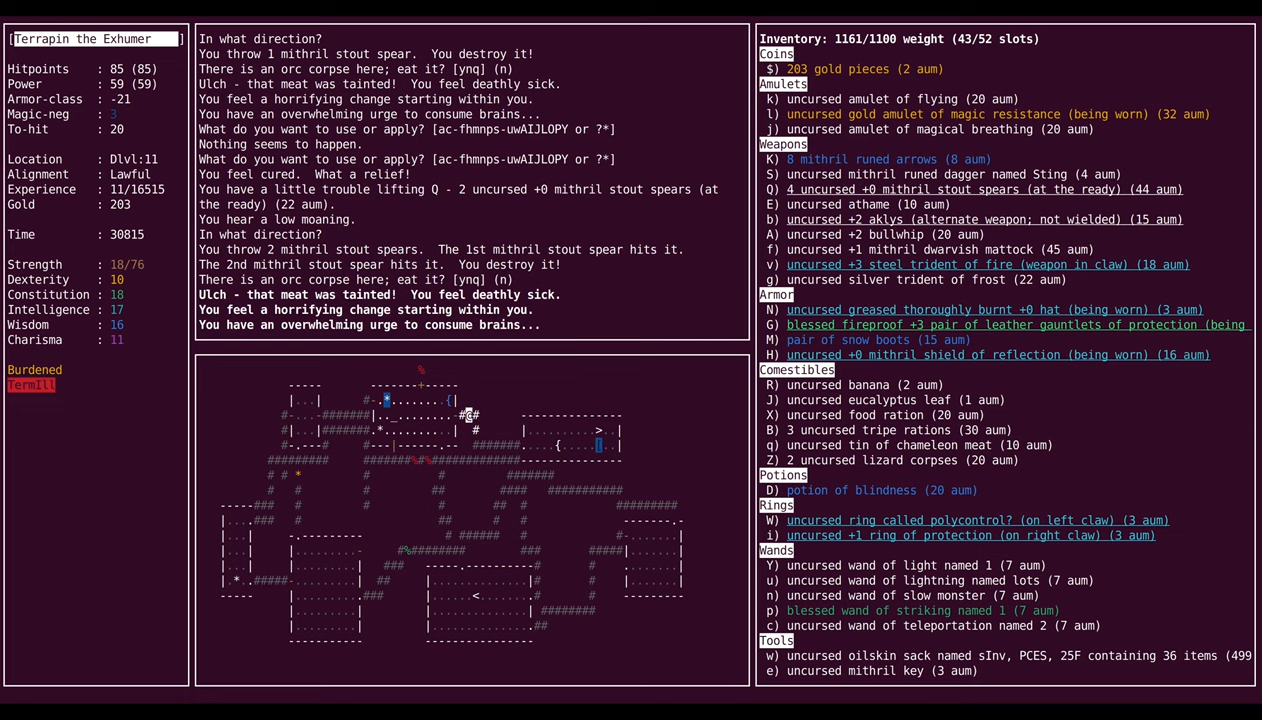 [Terrapin the Exhumer ]
Hitpoints : 85 (85)
Power : 59 (59)
Armor-class : -21
Magic-neg : 3
To-hit : 20
Location : Dlvl:11
Alignment : Lawful
Experience : 11/16515
Gold : 203
Time : 30815
Strength : 18/76
Dexterity : 10
Constitution : 18
Intelligence : 17
Wisdom : 16
Charisma : 11
Burdened
TermIll
In what direction?
You throw 1 mithril stout spear. You destroy it!
There is an orc corpse here; eat it? [ynq] (n)
Ulch - that meat was tainted! You feel deathly sick.
You feel a horrifying change starting within you.
You have an overwhelming urge to consume brains...
What do you want to use or apply? [ac-fhmnps-uwAIJLOPY or ?*]
Nothing seems to happen.
What do you want to use or apply? [ac-fhmnps-uwAIJLOPY or ?*]
You feel cured. What a relief!
You have a little trouble lifting Q - 2 uncursed +0 mithril stout spears (at
the ready) (22 aum).
You hear a low moaning.
In what direction?
You throw 2 mithril stout spears. The 1st mithril stout spear hits it.
The 2nd mithril stout spear hits it. You destroy it!
There is an orc corpse here; eat it? [ynq] (n)
Ulch - that meat was tainted! You feel deathly sick.
You feel a horrifying change starting within you.
You have an overwhelming urge to consume brains...
Inventory: 1161/1100 weight (43/52 slots)
Coins
$) 203 gold pieces (2 aum)
Amulets
k) uncursed amulet of flying (20 aum)
l) uncursed gold amulet of magic resistance (being worn) (32 aum)
j) uncursed amulet of magical breathing (20 aum)
Weapons
K) 8 mithril runed arrows (8 aum)
S) uncursed mithril runed dagger named Sting (4 aum)
Q) 4 uncursed +0 mithril stout spears (at the ready) (44 aum)
E) uncursed athame (10 aum)
b) uncursed +2 aklys (alternate weapon; not wielded) (15 aum)
A) uncursed +2 bullwhip (20 aum)
f) uncursed +1 mithril dwarvish mattock (45 aum)
v) uncursed +3 steel trident of fire (weapon in claw) (18 aum)
g) uncursed silver trident of frost (22 aum)
Armor
N) uncursed greased thoroughly burnt +0 hat (being worn) (3 aum)
G) blessed fireproof +3 pair of leather gauntlets of protection (being
M) pair of snow boots (15 aum)
H) uncursed +0 mithril shield of reflection (being worn) (16 aum)
Comestibles
R) uncursed banana (2 aum)
J) uncursed eucalyptus leaf (1 aum)
X) uncursed food ration (20 aum)
B) 3 uncursed tripe rations (30 aum)
q) uncursed tin of chameleon meat (10 aum)
Z) 2 uncursed lizard corpses (20 aum)
Potions
D) potion of blindness (20 aum)
Rings
W) uncursed ring called polycontrol? (on left claw) (3 aum)
i) uncursed +1 ring of protection (on right claw) (3 aum)
Wands
Y) uncursed wand of light named 1 (7 aum)
u) uncursed wand of lightning named lots (7 aum)
n) uncursed wand of slow monster (7 aum)
p) blessed wand of striking named 1 (7 aum)
c) uncursed wand of teleportation named 2 (7 aum)
Tools
w) uncursed oilskin sack named sInv, PCES, 25F containing 36 items (499
e) uncursed mithril key (3 aum)